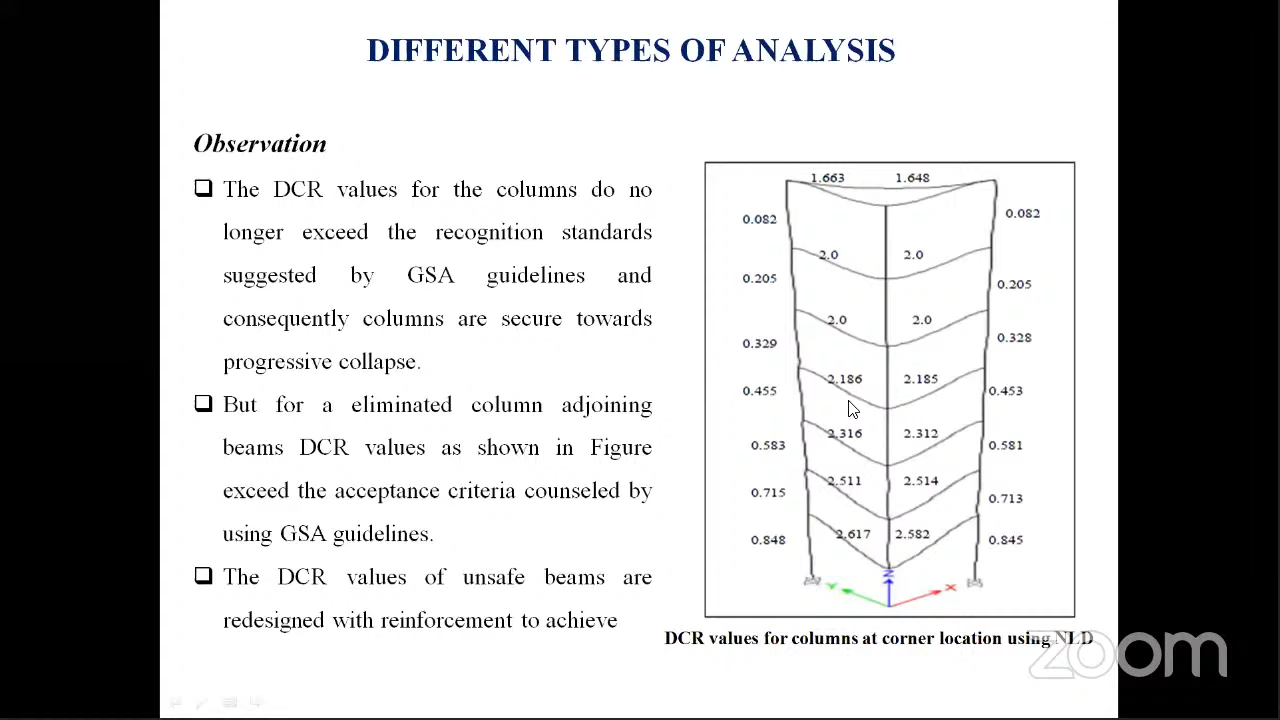 DIFFERENT TYPES OF ANALYSIS
Observation
The DCR values for the columns do no
longer exceed the recognition standards
suggested by GSA guidelines and
consequently columns are secure towards
progressive collapse.
But for a eliminated column adjoining
beams DCR values as shown in Figure
exceed the acceptance criteria counseled by
using GSA guidelines.
The DCR values of unsafe beams are
redesigned with reinforcement to achieve
1.663 1.648
0.082 0.082
2.0 2.0
0.205 0.205
2.0 2.0
0.329 0.328
2.186 2.185
0.455 0.453
2.316 2.312
0.583 0.581
2.511 2.514
0.715 0.713
2.617 2.582
0.848 0.845
Z
Y X
DCR values for columns at corner location using NLD
zoom